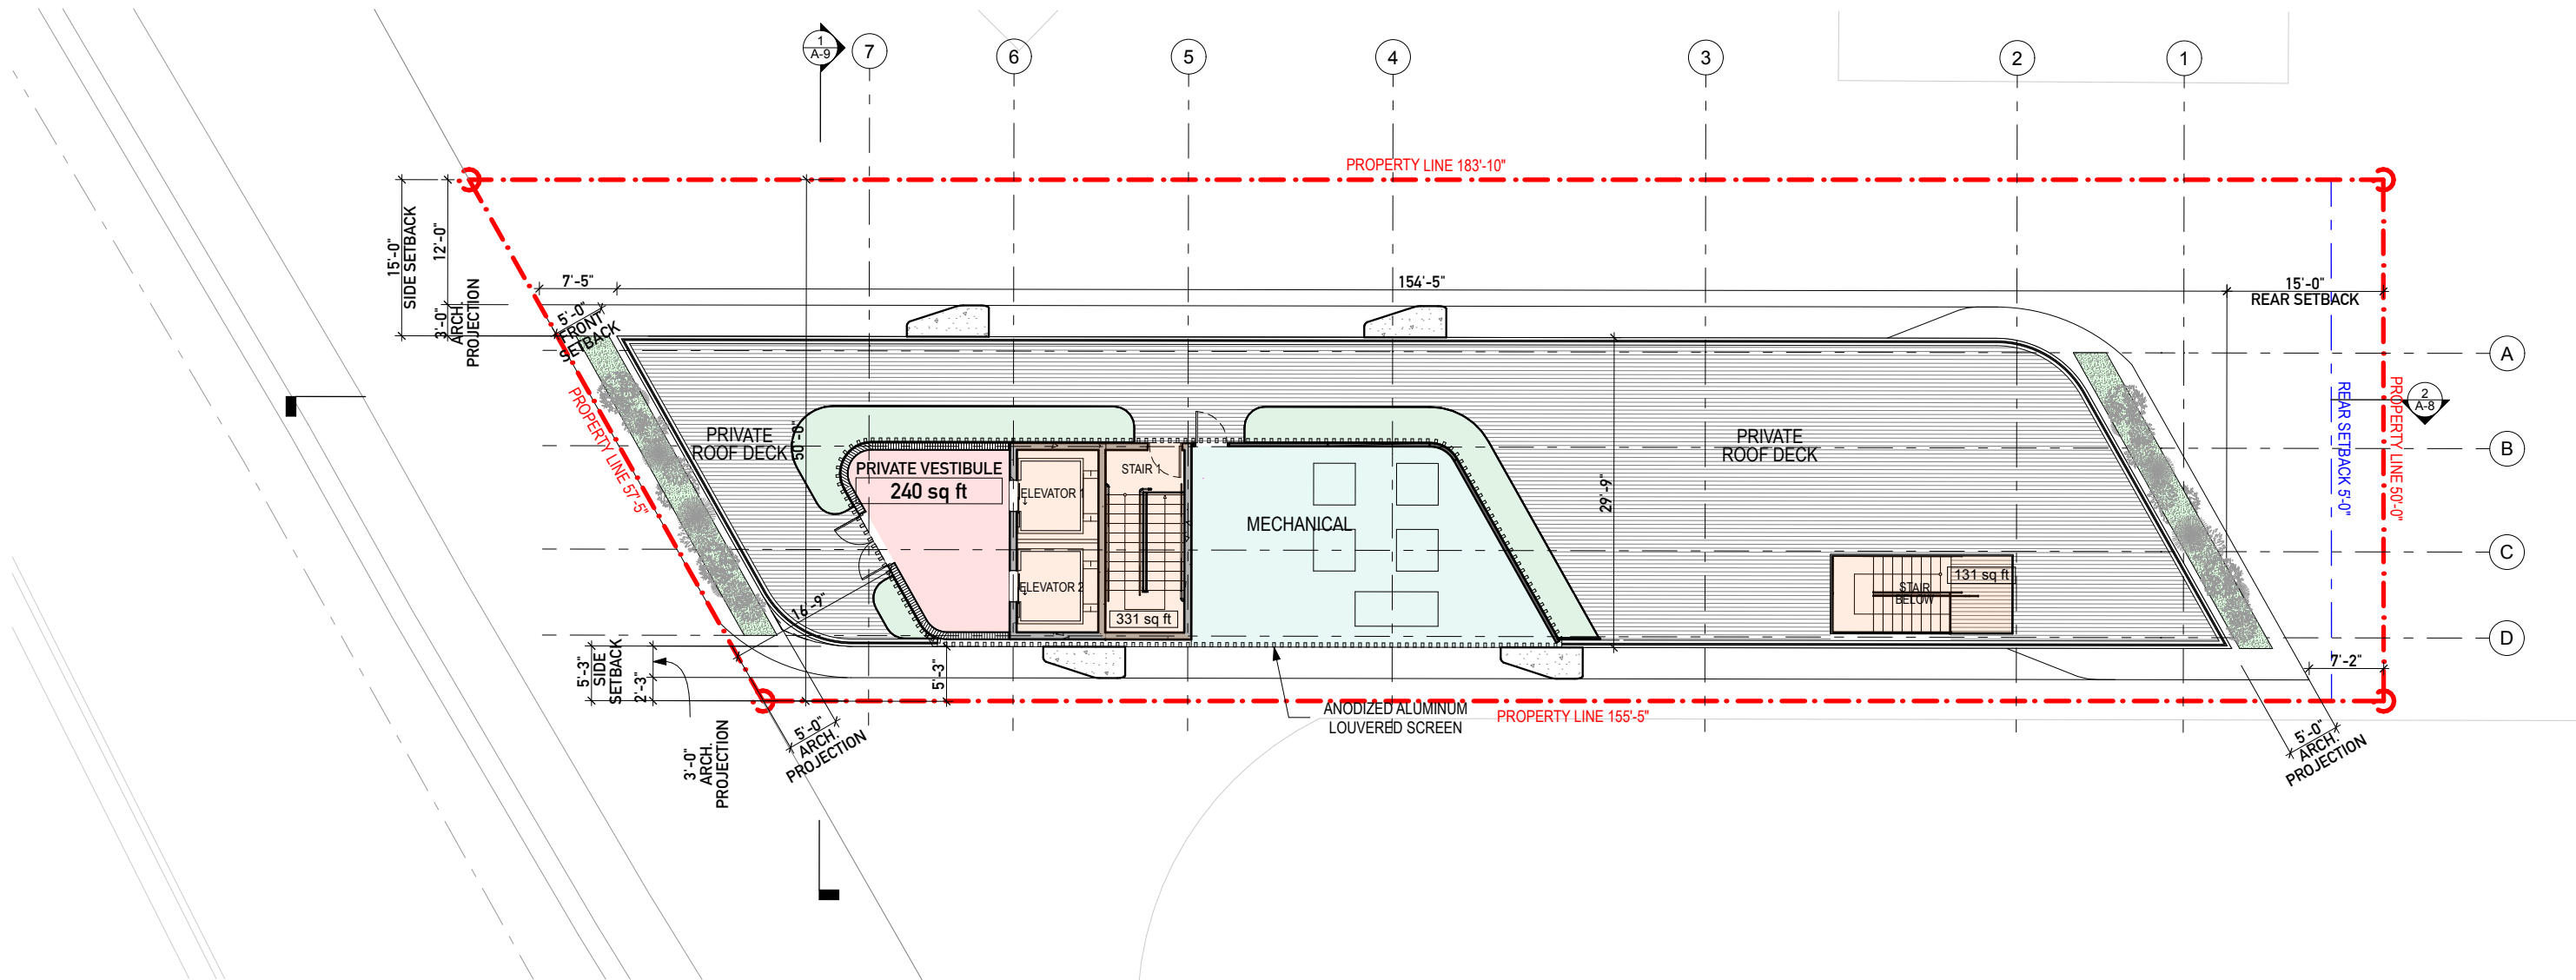 1
A-9
7
6
5
4
3
2
1
PROPERTY LINE 183'-10"
15'-0"
SIDE SETBACK
12'-0"
3'-0"
ARCH.
PROJECTION
7'-5"
154'-5"
15'-0"
REAR SETBACK
5'-0"
FRONT
SETBACK
A
PROPERTY LINE 57'-5"
PRIVATE
ROOF DECK
50'-0"
PRIVATE VESTIBULE
240 sq ft
ELEVATOR 1
ELEVATOR 2
STAIR 1
331 sq ft
MECHANICAL
29'-9"
PRIVATE
ROOF DECK
STAIR
BELOW
131 sq ft
REAR SETBACK 5'-0"
PROPERTY LINE 50'-0"
2
A-8
B
C
D
16'-9"
5'-3"
SIDE
SETBACK
2'-3"
5'-3"
7'-2"
3'-0"
ARCH.
PROJECTION
5'-0"
ARCH.
PROJECTION
ANODIZED ALUMINUM
LOUVERED SCREEN
PROPERTY LINE 155'-5"
5'-0"
ARCH.
PROJECTION